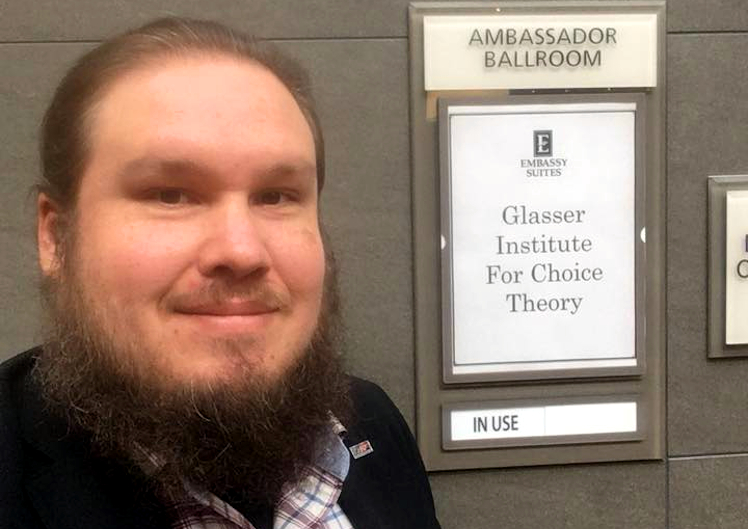 AMBASSADOR
BALLROOM
E
EMBASSY
SUITES
Glasser
Institute
For Choice
Theory
IN USE